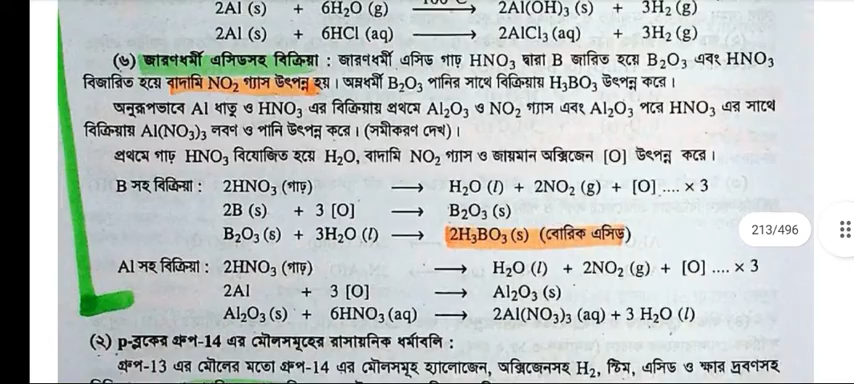 2Al (s) + 6H₂O (g) ⟶ 2Al(OH)₃ (s) + 3H₂ (g)
2Al (s) + 6HCl (aq) ⟶ 2AlCl₃ (aq) + 3H₂ (g)
(৬) জারণধর্মী এসিডসহ বিক্রিয়া : জারণধর্মী এসিড গাঢ় HNO₃ দ্বারা B জারিত হয়ে B₂O₃ এবং HNO₃
বিজারিত হয়ে বাদামি NO₂ গ্যাস উৎপন্ন হয়। অম্লধর্মী B₂O₃ পানির সাথে বিক্রিয়ায় H₃BO₃ উৎপন্ন করে।
অনুরূপভাবে Al ধাতু ও HNO₃ এর বিক্রিয়ায় প্রথমে Al₂O₃ ও NO₂ গ্যাস এবং Al₂O₃ পরে HNO₃ এর সাথে
বিক্রিয়ায় Al(NO₃)₃ লবণ ও পানি উৎপন্ন করে। (সমীকরণ দেখ)।
প্রথমে গাঢ় HNO₃ বিযোজিত হয়ে H₂O, বাদামি NO₂ গ্যাস ও জায়মান অক্সিজেন [O] উৎপন্ন করে।
B সহ বিক্রিয়া : 2HNO₃ (গাঢ়) ⟶ H₂O (l) + 2NO₂ (g) + [O] .... × 3
2B (s) + 3 [O] ⟶ B₂O₃ (s)
B₂O₃ (s) + 3H₂O (l) ⟶ 2H₃BO₃ (s) (বোরিক এসিড)
213/496
Al সহ বিক্রিয়া : 2HNO₃ (গাঢ়) ⟶ H₂O (l) + 2NO₂ (g) + [O] .... × 3
2Al + 3 [O] ⟶ Al₂O₃ (s)
Al₂O₃ (s) + 6HNO₃ (aq) ⟶ 2Al(NO₃)₃ (aq) + 3 H₂O (l)
(২) p-ব্লকের গ্রুপ-14 এর মৌলসমূহের রাসায়নিক ধর্মাবলি :
গ্রুপ-13 এর মৌলের মতো গ্রুপ-14 এর মৌলসমূহ হ্যালোজেন, অক্সিজেনসহ H₂, স্টিম, এসিড ও ক্ষার দ্রবণসহ